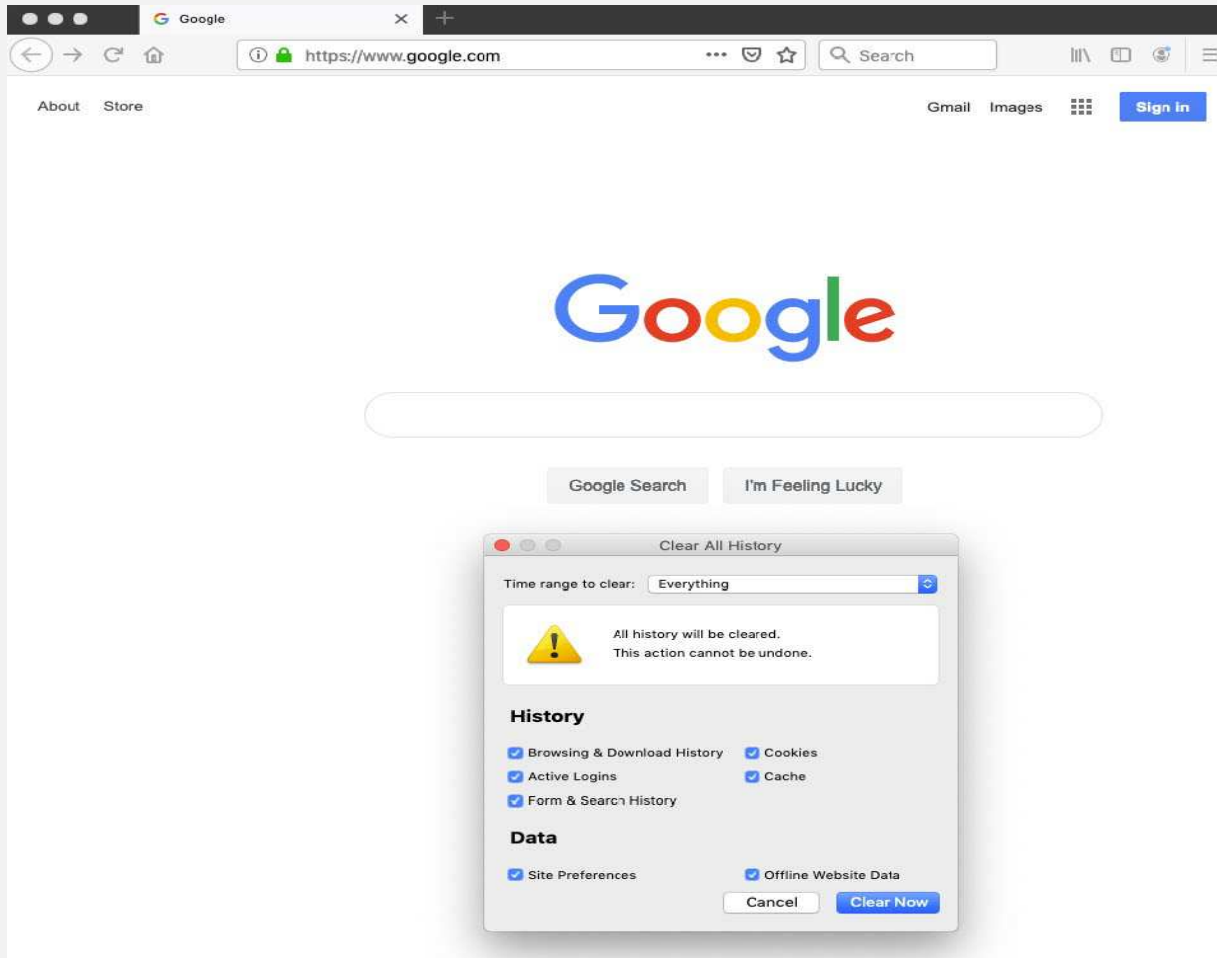 Google
https://www.google.com
Search
About Store
Gmail Images
Sign in
Google
Google Search
I'm Feeling Lucky
Clear All History
Time range to clear: Everything
All history will be cleared.
This action cannot be undone.
History
Browsing & Download History
Cookies
Active Logins
Cache
Form & Search History
Data
Site Preferences
Offline Website Data
Cancel
Clear Now